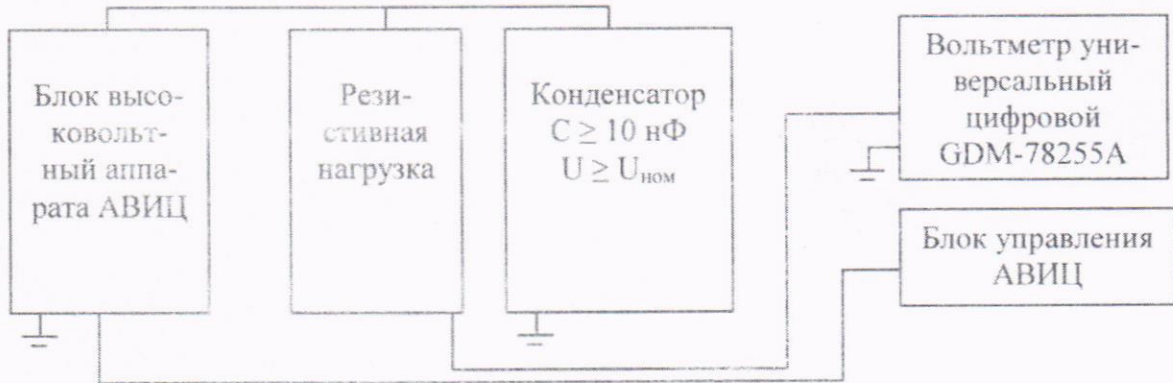 Блок высо-
ковольт-
ный аппа-
рата АВИЦ
Рези-
стивная
нагрузка
Конденсатор
C ≥ 10 нФ
U ≥ Uном
Вольтметр уни-
версальный
цифровой
GDM-78255A
Блок управления
АВИЦ